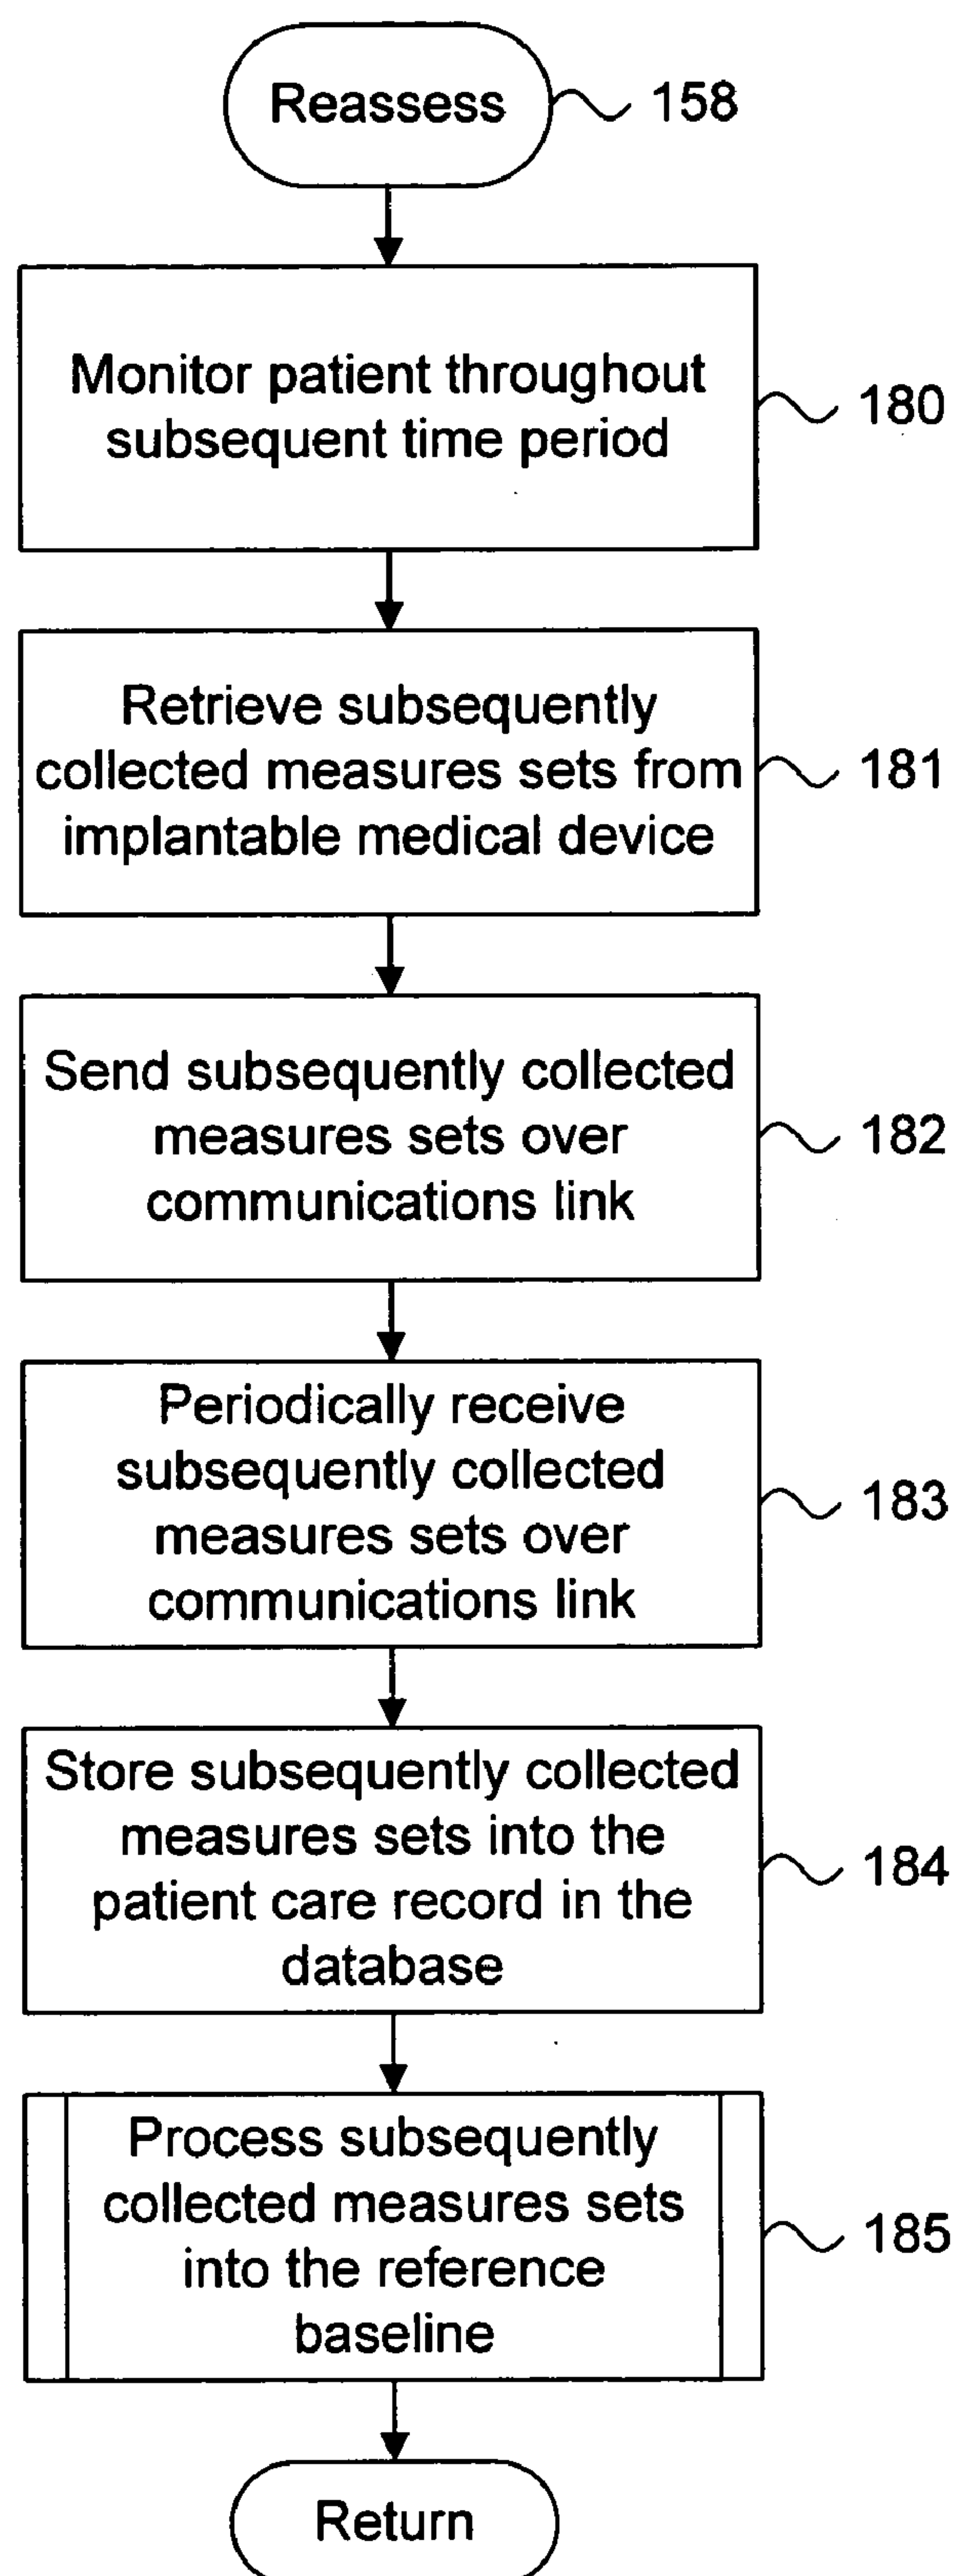 Reassess
158
Monitor patient throughout
subsequent time period
180
Retrieve subsequently
collected measures sets from
implantable medical device
181
Send subsequently collected
measures sets over
communications link
182
Periodically receive
subsequently collected
measures sets over
communications link
183
Store subsequently collected
measures sets into the
patient care record in the
database
184
Process subsequently
collected measures sets
into the reference
baseline
185
Return